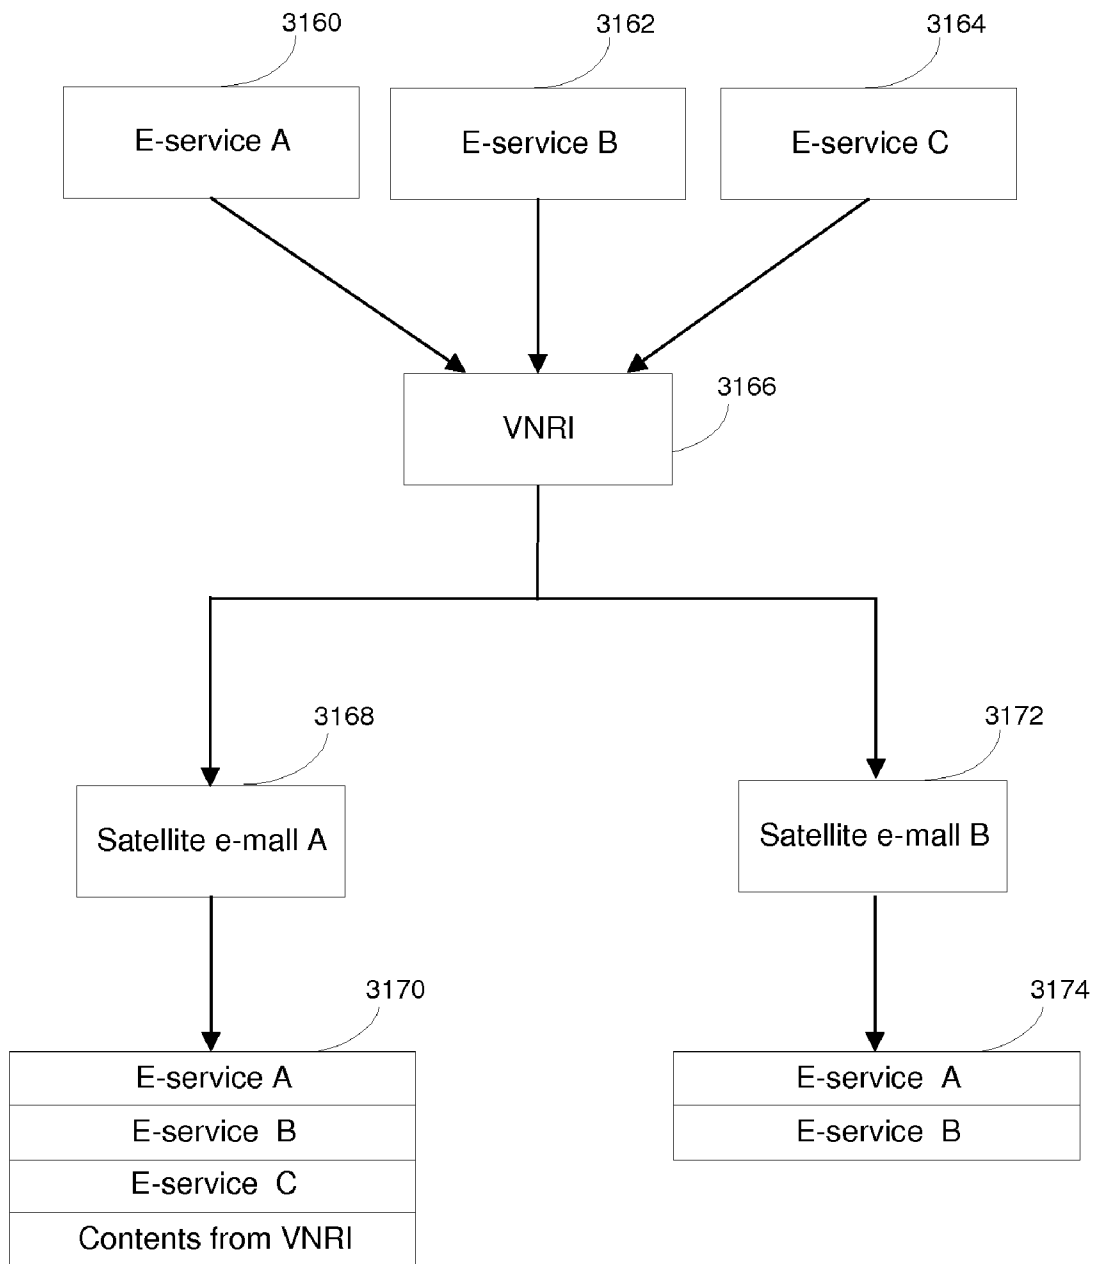 3160
3162
3164
E-service A
E-service B
E-service C
3166
VNRI
3168
3172
Satellite e-mall A
Satellite e-mall B
3170
3174
E-service A
E-service B
E-service C
Contents from VNRI
E-service A
E-service B